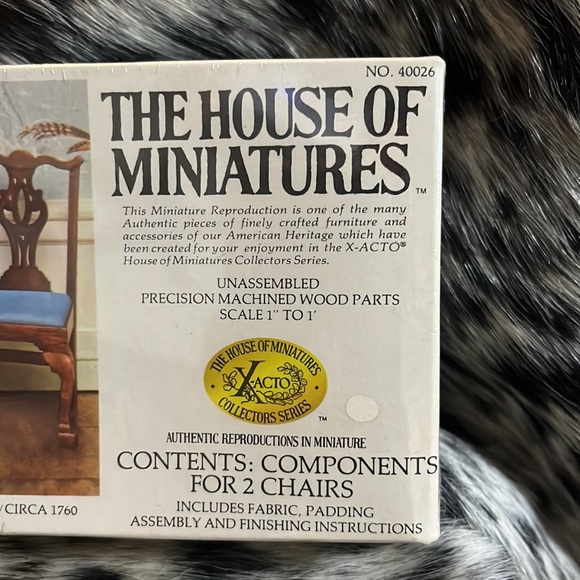 NO. 40026
THE HOUSE OF
MINIATURES™
This Miniature Reproduction is one of the many
Authentic pieces of finely crafted furniture and
accessories of our American Heritage which have
been created for your enjoyment in the X-ACTO®
House of Miniatures Collectors Series.
UNASSEMBLED
PRECISION MACHINED WOOD PARTS
SCALE 1" TO 1'
THE HOUSE OF MINIATURES
X-ACTO
COLLECTORS SERIES
™
AUTHENTIC REPRODUCTIONS IN MINIATURE
CONTENTS: COMPONENTS
FOR 2 CHAIRS
/CIRCA 1760
INCLUDES FABRIC, PADDING
ASSEMBLY AND FINISHING INSTRUCTIONS